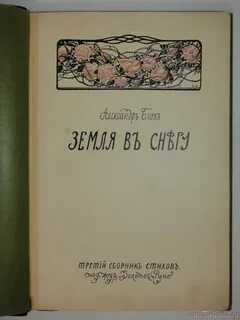 Александръ Блокъ
ЗЕМЛЯ ВЪ СНѢГУ
ТРЕТІЙ СБОРНИКЪ СТИХОВЪ.
Изд. журн. „Золотое Руно“